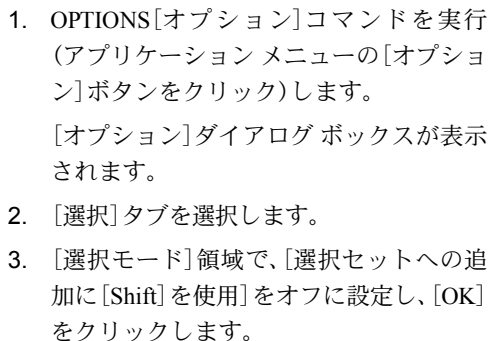 1. OPTIONS[オプション]コマンドを実行
(アプリケーション メニューの[オプショ
ン]ボタンをクリック)します。
[オプション]ダイアログ ボックスが表示
されます。
2. [選択]タブを選択します。
3. [選択モード]領域で、[選択セットへの追
加に[Shift]を使用]をオフに設定し、[OK]
をクリックします。